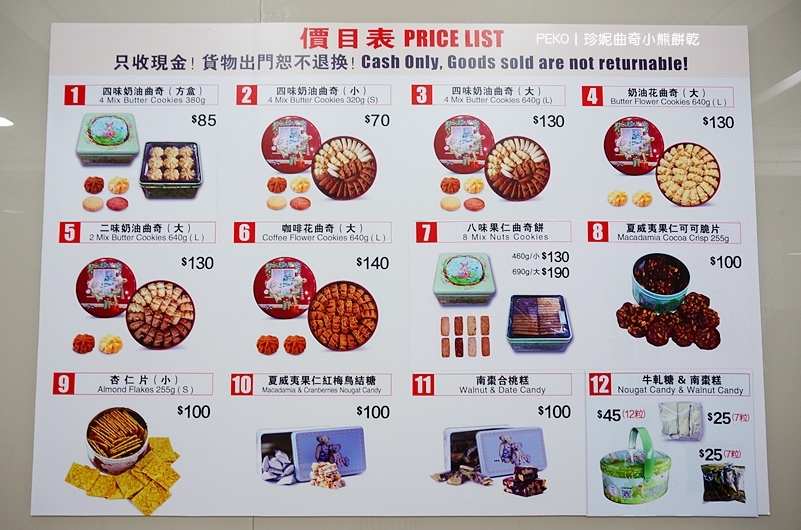 PEKO | 珍妮曲奇小熊餅乾
價目表 PRICE LIST
只收現金! 貨物出門恕不退換! Cash Only, Goods sold are not returnable!
1 四味奶油曲奇（方盒）
4 Mix Butter Cookies 380g
$85
2 四味奶油曲奇（小）
4 Mix Butter Cookies 320g (S)
$70
3 四味奶油曲奇（大）
4 Mix Butter Cookies 640g (L)
$130
4 奶油花曲奇（大）
Butter Flower Cookies 640g ( L )
$130
5 二味奶油曲奇（大）
2 Mix Butter Cookies 640g ( L )
$130
6 咖啡花曲奇（大）
Coffee Flower Cookies 640g ( L )
$140
7 八味果仁曲奇餅
8 Mix Nuts Cookies
460g/小 $130
690g/大 $190
8 夏威夷果仁可可脆片
Macadamia Cocoa Crisp 255g
$100
9 杏仁片（小）
Almond Flakes 255g ( S )
$100
10 夏威夷果仁紅梅鳥結糖
Macadamia & Cranberries Nougat Candy
$100
11 南棗合桃糕
Walnut & Date Candy
$100
12 牛軋糖 & 南棗糕
Nougat Candy & Walnut Candy
$45 (12粒)
$25 (7粒)
$25 (7粒)